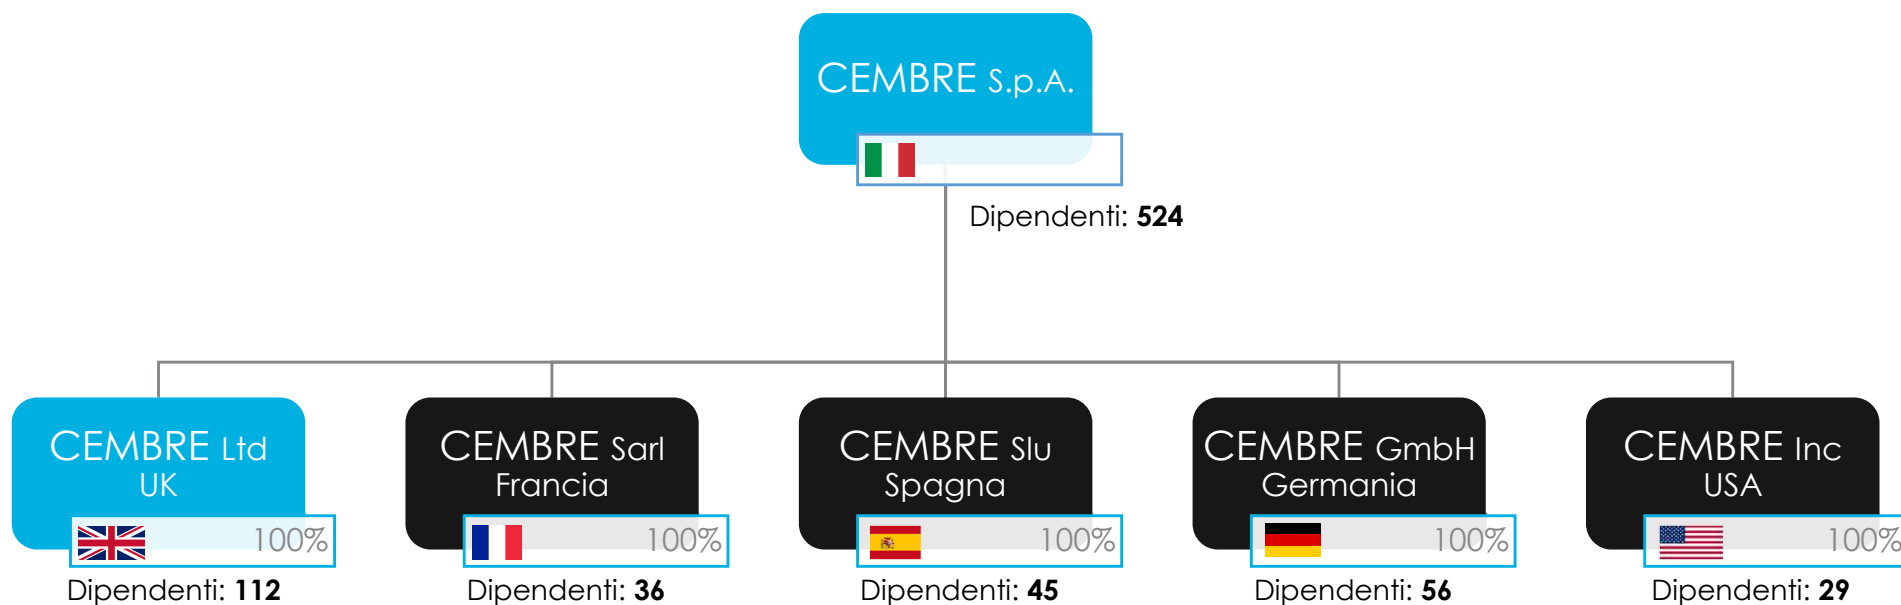 CEMBRE S.p.A.
Dipendenti: 524
CEMBRE Ltd
UK
100%
Dipendenti: 112
CEMBRE Sarl
Francia
100%
Dipendenti: 36
CEMBRE Slu
Spagna
100%
Dipendenti: 45
CEMBRE GmbH
Germania
100%
Dipendenti: 56
CEMBRE Inc
USA
100%
Dipendenti: 29